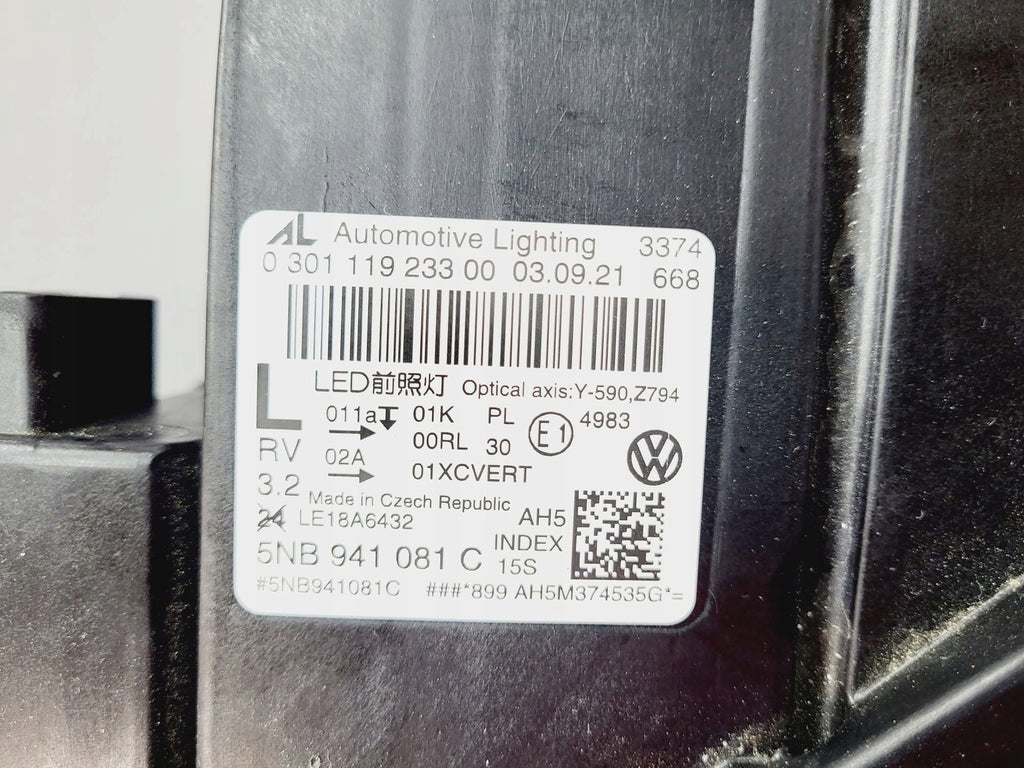 AL Automotive Lighting 3374
0 301 119 233 00 03.09.21 668
L LED前照灯 Optical axis:Y-590,Z794
011a 01K PL E1 4983
00RL 30
RV 02A 01XCVERT
3.2 Made in Czech Republic
24 LE18A6432 AH5
5NB 941 081 C INDEX 15S
#5NB941081C ###*899 AH5M374535G*=